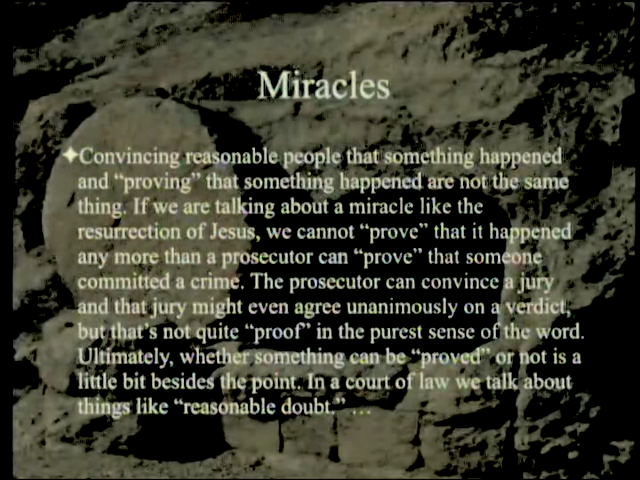 Miracles
✦Convincing reasonable people that something happened
and “proving” that something happened are not the same
thing. If we are talking about a miracle like the
resurrection of Jesus, we cannot “prove” that it happened
any more than a prosecutor can “prove” that someone
committed a crime. The prosecutor can convince a jury
and that jury might even agree unanimously on a verdict,
but that’s not quite “proof” in the purest sense of the word.
Ultimately, whether something can be “proved” or not is a
little bit besides the point. In a court of law we talk about
things like “reasonable doubt.” …